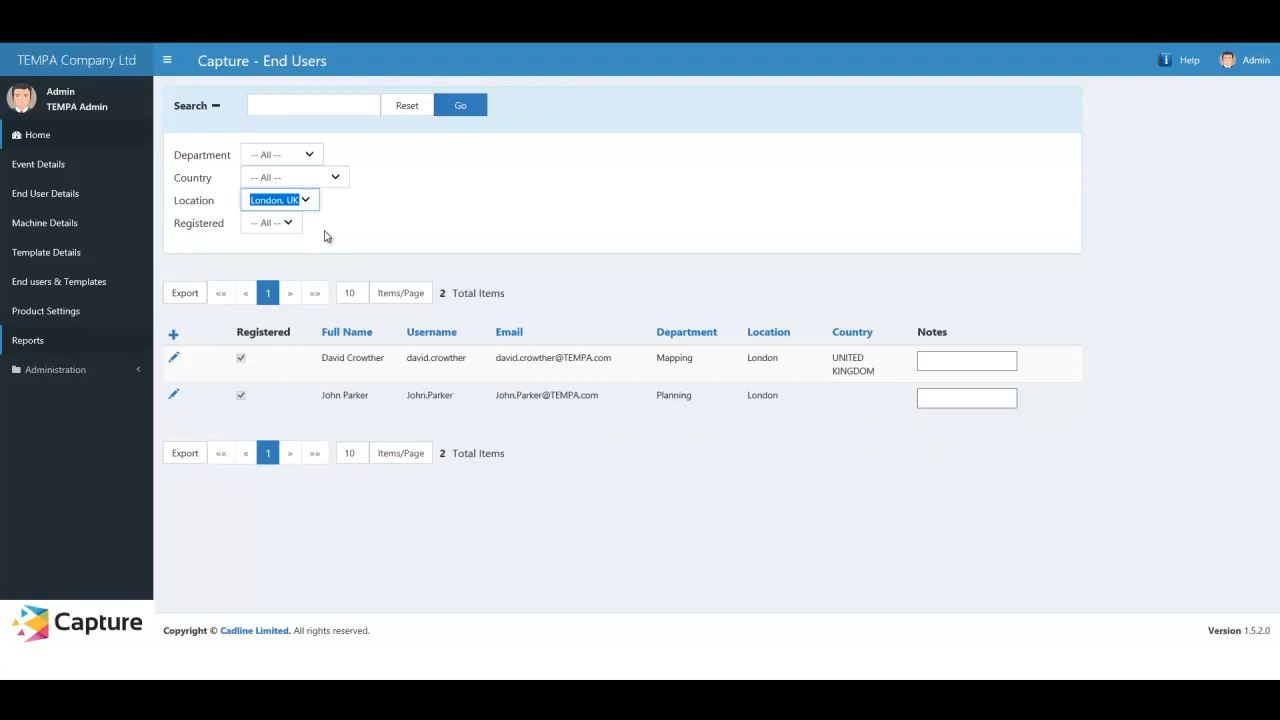 TEMPA Company Ltd
Capture - End Users
Help
Admin
Admin
TEMPA Admin
Home
Event Details
End User Details
Machine Details
Template Details
End users & Templates
Product Settings
Reports
Administration
Search
Reset
Go
Department
-- All --
Country
-- All --
Location
London, UK
Registered
-- All --
Export «« « 1 » »» 10 Items/Page 2 Total Items
Registered Full Name Username Email Department Location Country Notes
David Crowther david.crowther david.crowther@TEMPA.com Mapping London UNITED
KINGDOM
John Parker John.Parker John.Parker@TEMPA.com Planning London
Export «« « 1 » »» 10 Items/Page 2 Total Items
Capture
Copyright © Cadline Limited. All rights reserved.
Version 1.5.2.0